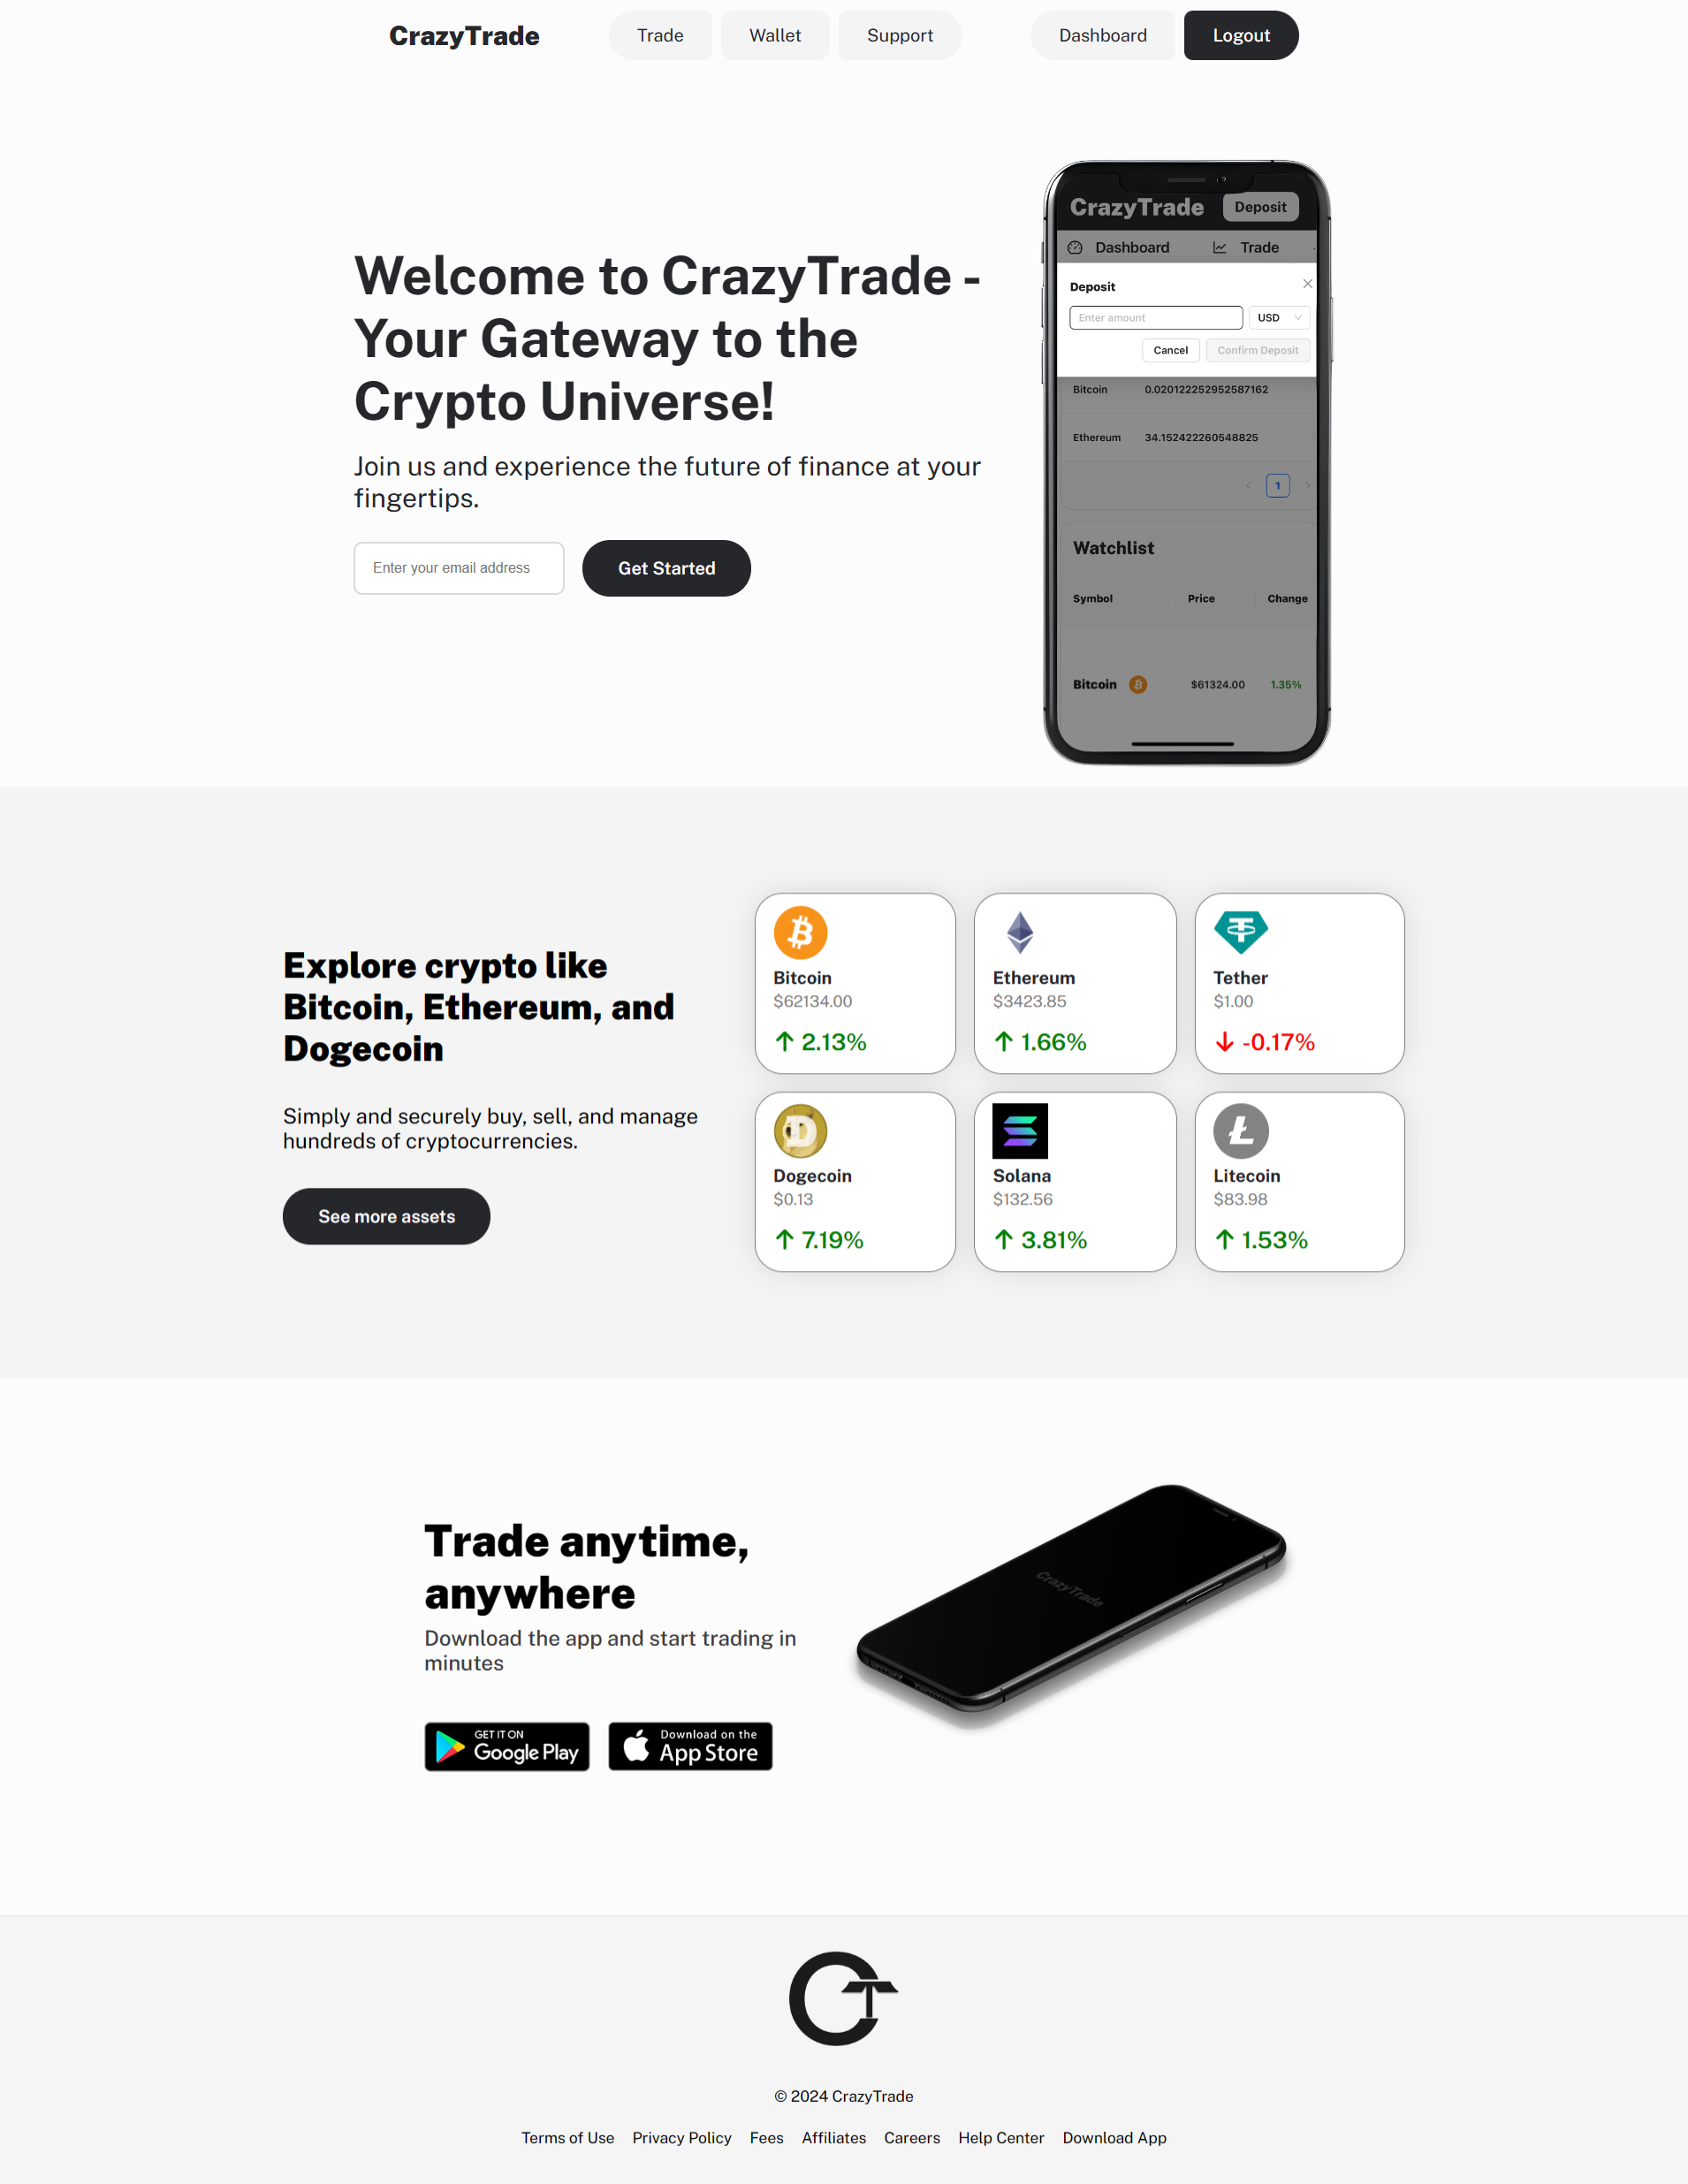 CrazyTrade
Trade
Wallet
Support
Dashboard
Logout
Welcome to CrazyTrade -
Your Gateway to the
Crypto Universe!
Join us and experience the future of finance at your
fingertips.
Enter your email address
Get Started
CrazyTrade
Deposit
Dashboard
Trade
Deposit
Enter amount
USD
Cancel
Confirm Deposit
Bitcoin 0.020122252952587162
Ethereum 34.152422260548825
1
Watchlist
Symbol Price Change
Bitcoin $61324.00 1.35%
Explore crypto like
Bitcoin, Ethereum, and
Dogecoin
Simply and securely buy, sell, and manage
hundreds of cryptocurrencies.
See more assets
Bitcoin
$62134.00
2.13%
Ethereum
$3423.85
1.66%
Tether
$1.00
-0.17%
Dogecoin
$0.13
7.19%
Solana
$132.56
3.81%
Litecoin
$83.98
1.53%
Trade anytime,
anywhere
Download the app and start trading in
minutes
GET IT ON
Google Play
Download on the
App Store
CrazyTrade
CT
© 2024 CrazyTrade
Terms of Use Privacy Policy Fees Affiliates Careers Help Center Download App